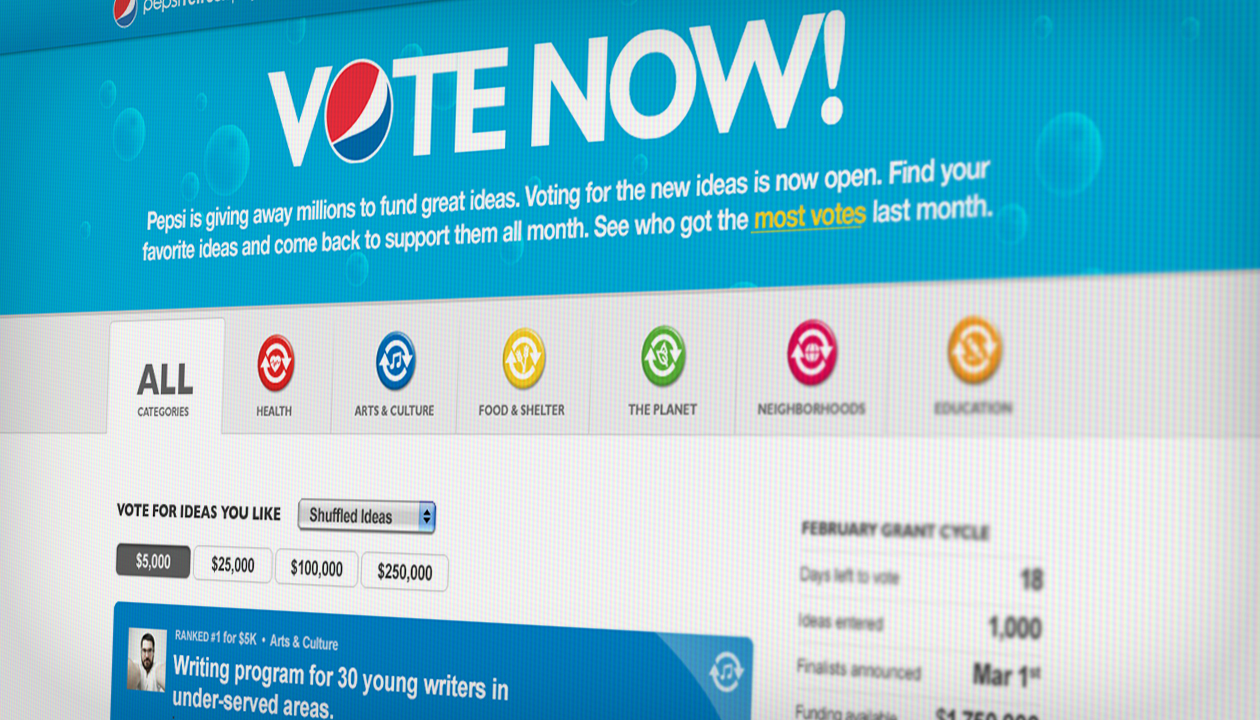 VOTE NOW!
Pepsi is giving away millions to fund great ideas. Voting for the new ideas is now open. Find your
favorite ideas and come back to support them all month. See who got the most votes last month.
ALL
CATEGORIES
HEALTH
ARTS & CULTURE
FOOD & SHELTER
THE PLANET
NEIGHBORHOODS
EDUCATION
VOTE FOR IDEAS YOU LIKE
Shuffled Ideas
$5,000
$25,000
$100,000
$250,000
RANKED #1 for $5K • Arts & Culture
Writing program for 30 young writers in
under-served areas.
FEBRUARY GRANT CYCLE
Days left to vote 18
Ideas entered 1,000
Finalists announced Mar 1st
Funding available